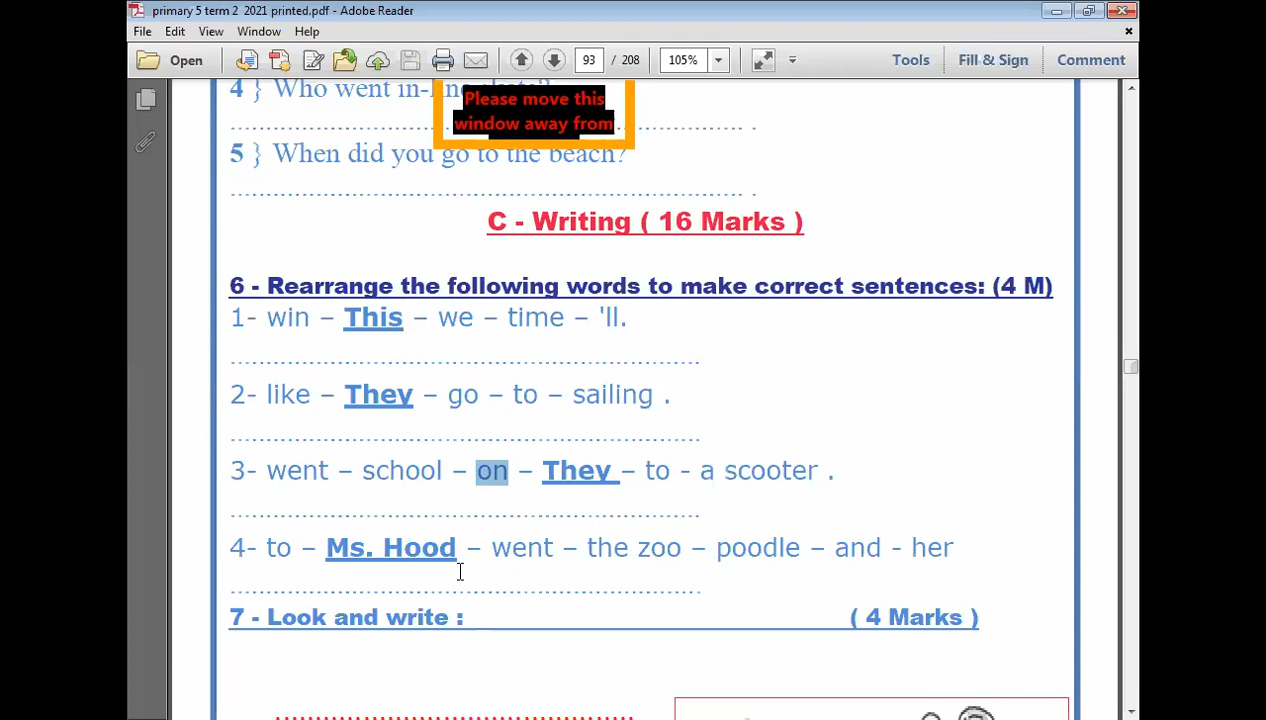 primary 5 term 2 2021 printed.pdf - Adobe Reader
File Edit View Window Help
Open 93 / 208 105% Tools Fill & Sign Comment
4 } Who went in-line skate?
Please move this
window away from
5 } When did you go to the beach?
C - Writing ( 16 Marks )
6 - Rearrange the following words to make correct sentences: (4 M)
1- win – This – we – time – 'll.
2- like – They – go – to – sailing .
3- went – school – on – They – to - a scooter .
4- to – Ms. Hood – went – the zoo – poodle – and - her
7 - Look and write : ( 4 Marks )